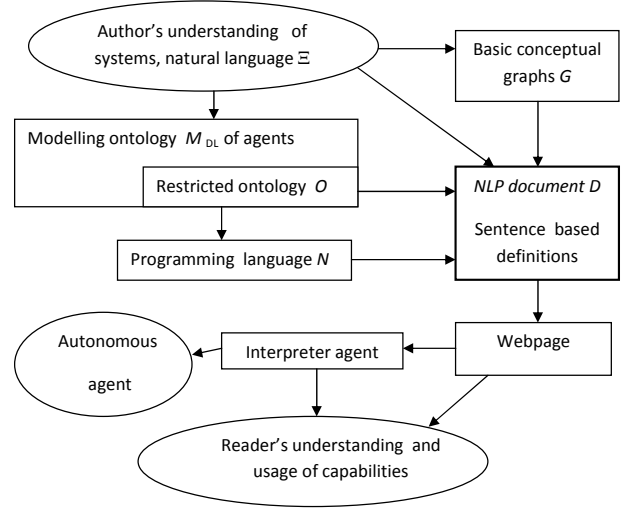 Author's understanding of
systems, natural language Ξ
Basic conceptual
graphs G
Modelling ontology M DL of agents
Restricted ontology O
NLP document D
Sentence based
definitions
Programming language N
Autonomous
agent
Interpreter agent
Webpage
Reader's understanding and
usage of capabilities